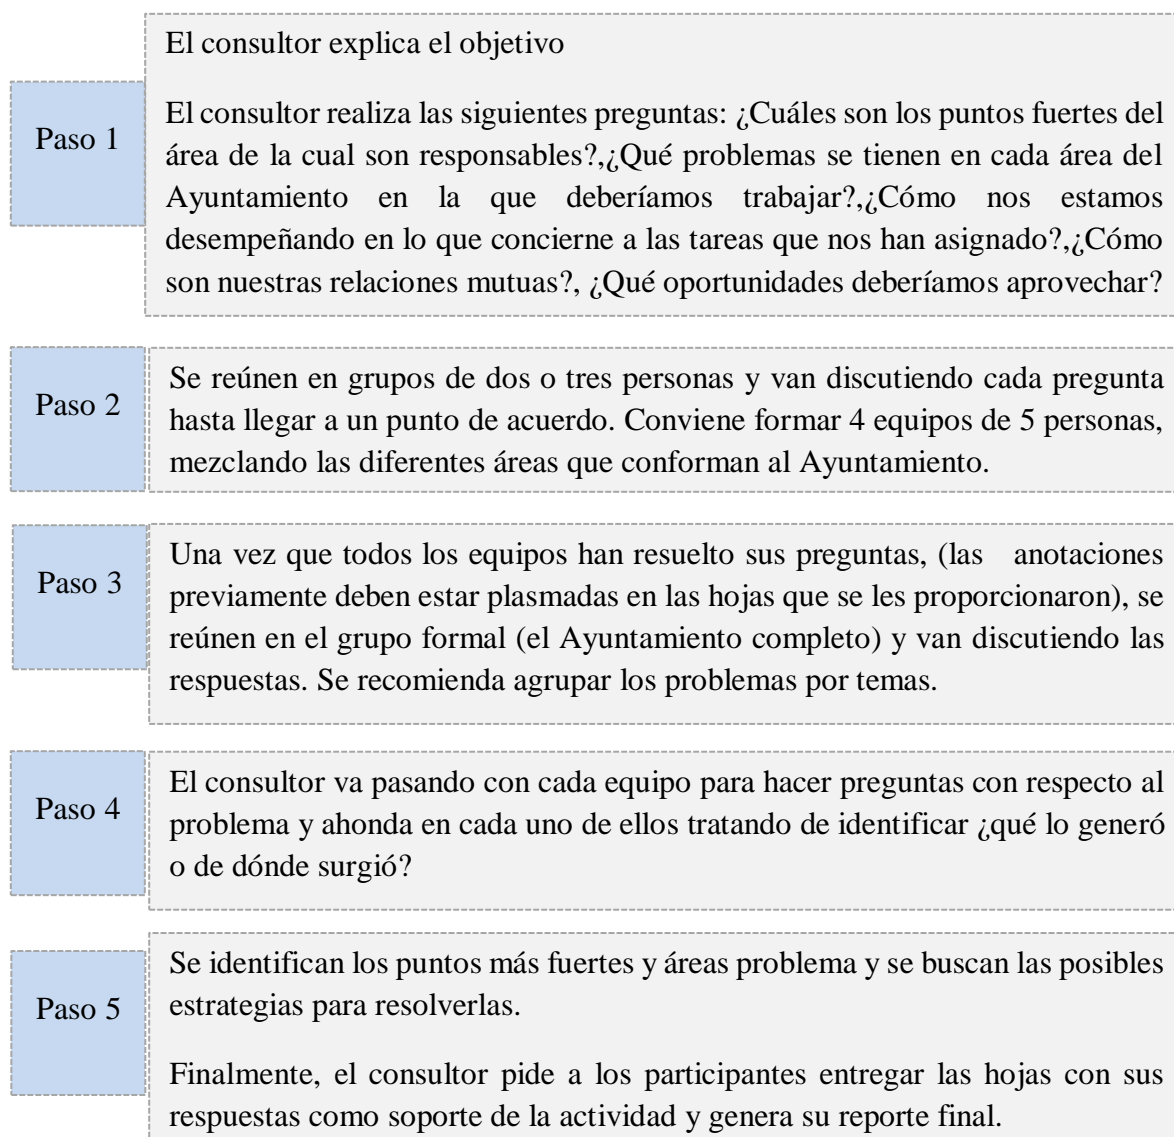 Paso 1
El consultor explica el objetivo
El consultor realiza las siguientes preguntas: ¿Cuáles son los puntos fuertes del
área de la cual son responsables?,¿Qué problemas se tienen en cada área del
Ayuntamiento en la que deberíamos trabajar?,¿Cómo nos estamos
desempeñando en lo que concierne a las tareas que nos han asignado?,¿Cómo
son nuestras relaciones mutuas?, ¿Qué oportunidades deberíamos aprovechar?
Paso 2
Se reúnen en grupos de dos o tres personas y van discutiendo cada pregunta
hasta llegar a un punto de acuerdo. Conviene formar 4 equipos de 5 personas,
mezclando las diferentes áreas que conforman al Ayuntamiento.
Paso 3
Una vez que todos los equipos han resuelto sus preguntas, (las anotaciones
previamente deben estar plasmadas en las hojas que se les proporcionaron), se
reúnen en el grupo formal (el Ayuntamiento completo) y van discutiendo las
respuestas. Se recomienda agrupar los problemas por temas.
Paso 4
El consultor va pasando con cada equipo para hacer preguntas con respecto al
problema y ahonda en cada uno de ellos tratando de identificar ¿qué lo generó
o de dónde surgió?
Paso 5
Se identifican los puntos más fuertes y áreas problema y se buscan las posibles
estrategias para resolverlas.
Finalmente, el consultor pide a los participantes entregar las hojas con sus
respuestas como soporte de la actividad y genera su reporte final.